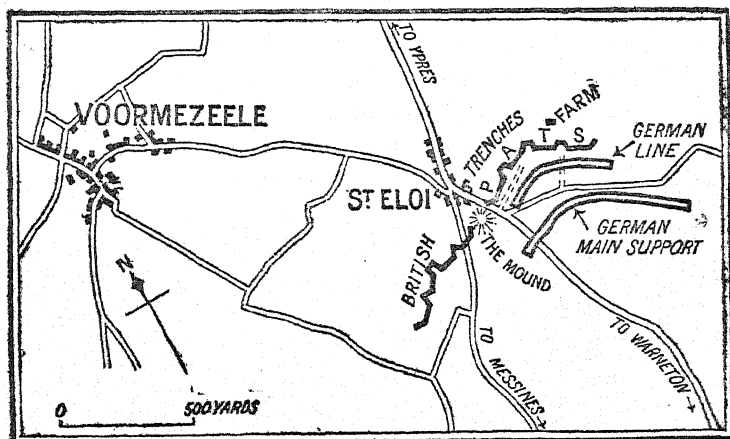 TO YPRES
VOORMEZEELE
TRENCHES
FARM
P A T S
GERMAN
LINE
ST ELOI
GERMAN
MAIN SUPPORT
THE MOUND
BRITISH
N
TO
MESSINES
TO WARNETON
0 500 YARDS